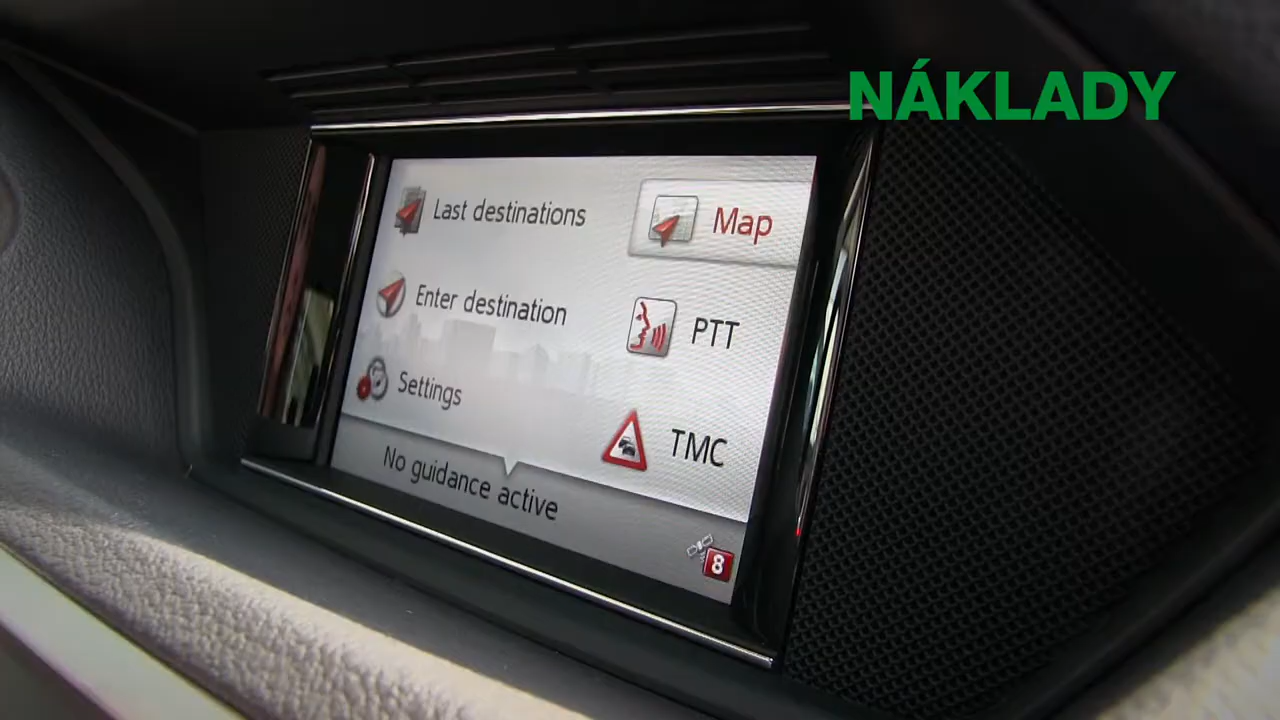 NÁKLADY
Last destinations
Map
Enter destination
PTT
Settings
TMC
No guidance active
8